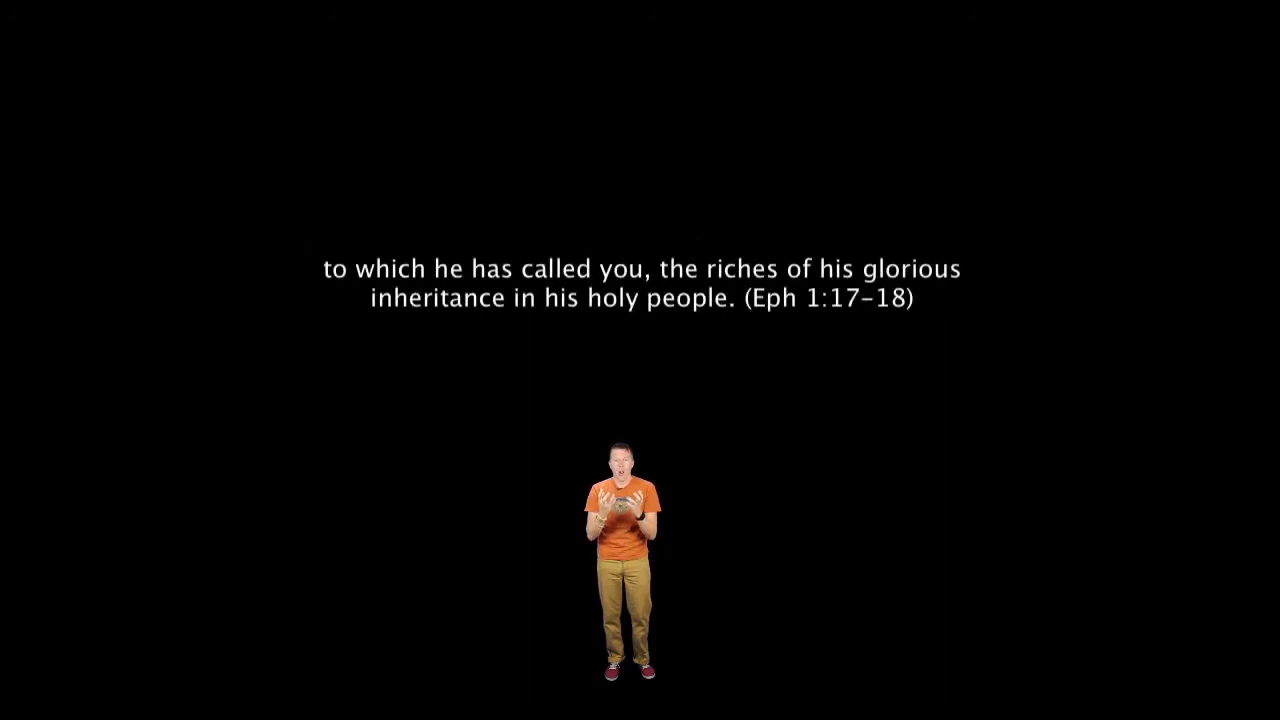 to which he has called you, the riches of his glorious
inheritance in his holy people. (Eph 1:17-18)